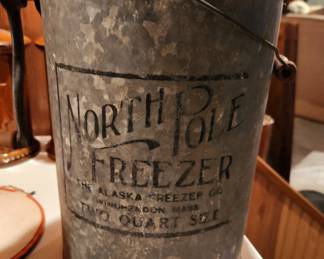 NORTH POLE
FREEZER
THE ALASKA FREEZER CO
WINCHENDON MASS
TWO QUART SIZE